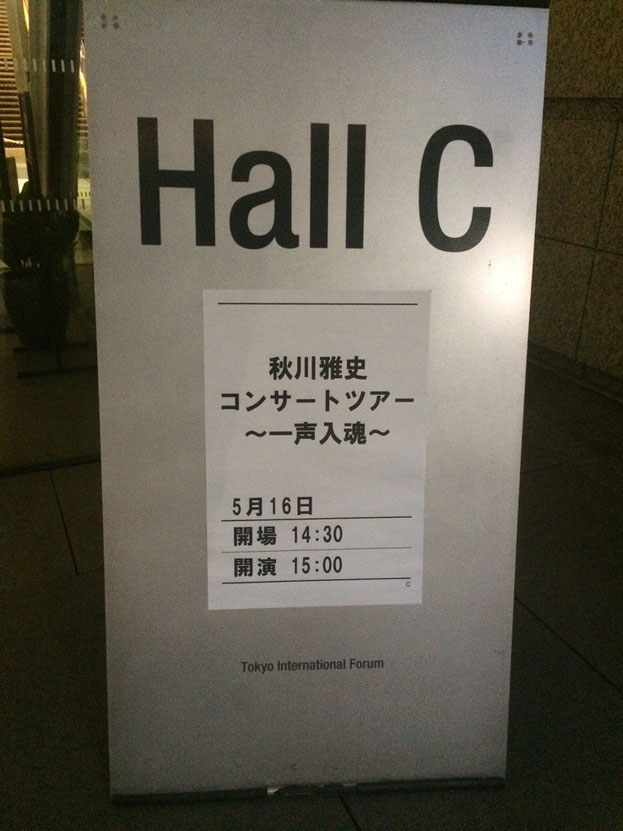 Hall C
秋川雅史
コンサートツアー
～一声入魂～
5月16日
開場 14:30
開演 15:00
C
Tokyo International Forum